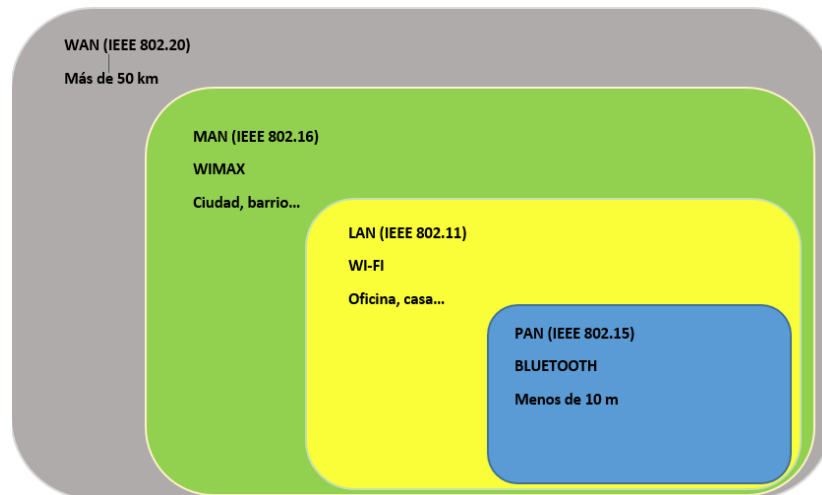 WAN (IEEE 802.20)
Más de 50 km
MAN (IEEE 802.16)
WIMAX
Ciudad, barrio...
LAN (IEEE 802.11)
WI-FI
Oficina, casa...
PAN (IEEE 802.15)
BLUETOOTH
Menos de 10 m